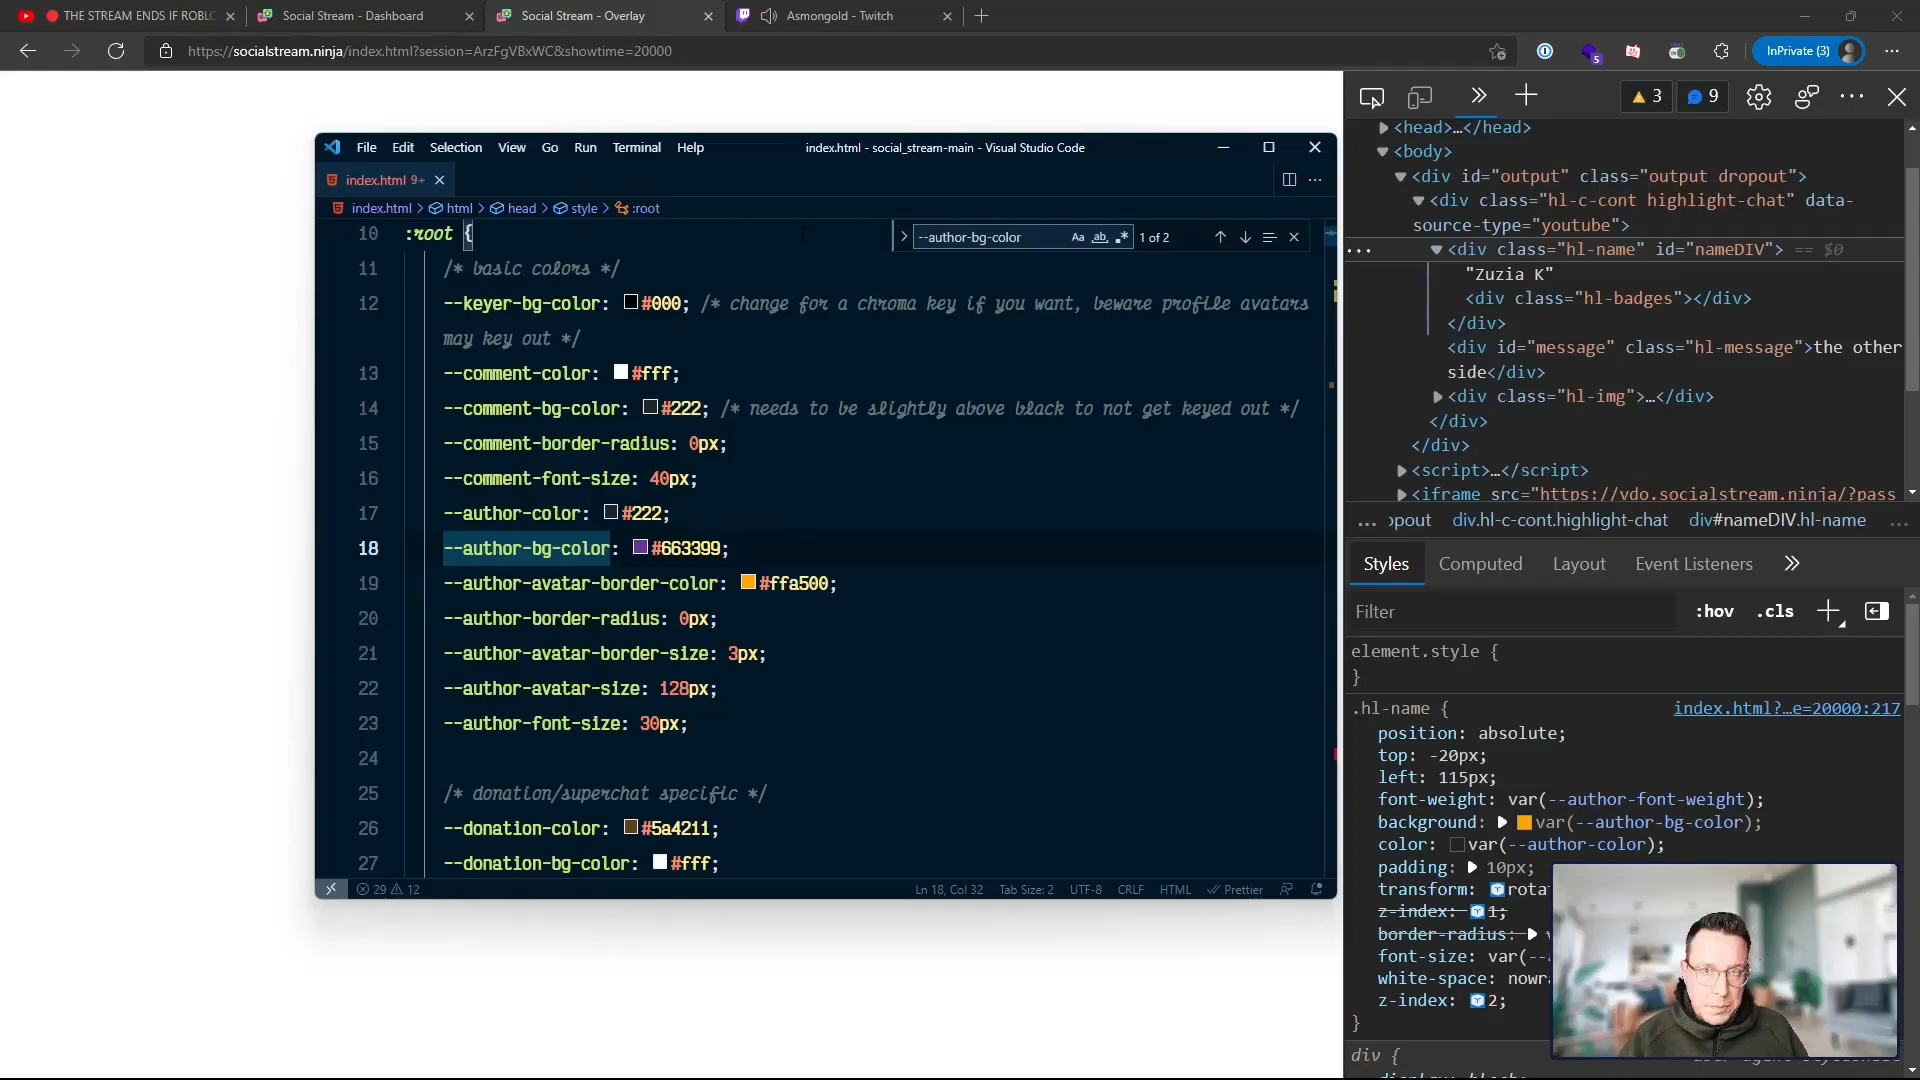 THE STREAM ENDS IF ROBLO
Social Stream - Dashboard
Social Stream - Overlay
Asmongold - Twitch
https://socialstream.ninja/index.html?session=ArzFgVBxWC&showtime=20000
5
InPrivate (3)
File Edit Selection View Go Run Terminal Help
index.html - social_stream-main - Visual Studio Code
index.html 9+
index.html > html > head > style > :root
--author-bg-color
Aa ab .*
1 of 2
10 :root {
11 /* basic colors */
12 --keyer-bg-color: #000; /* change for a chroma key if you want, beware profile avatars
may key out */
13 --comment-color: #fff;
14 --comment-bg-color: #222; /* needs to be slightly above black to not get keyed out */
15 --comment-border-radius: 0px;
16 --comment-font-size: 40px;
17 --author-color: #222;
18 --author-bg-color: #663399;
19 --author-avatar-border-color: #ffa500;
20 --author-border-radius: 0px;
21 --author-avatar-border-size: 3px;
22 --author-avatar-size: 128px;
23 --author-font-size: 30px;
24
25 /* donation/superchat specific */
26 --donation-color: #5a4211;
27 --donation-bg-color: #fff;
29 12
Ln 18, Col 32 Tab Size: 2 UTF-8 CRLF HTML Prettier
3 9
<head>…</head>
<body>
<div id="output" class="output dropout">
<div class="hl-c-cont highlight-chat" data-
source-type="youtube">
<div class="hl-name" id="nameDIV"> == $0
"Zuzia K"
<div class="hl-badges"></div>
</div>
<div id="message" class="hl-message">the other
side</div>
<div class="hl-img">…</div>
</div>
</div>
<script>…</script>
<iframe src="https://vdo.socialstream.ninja/?pass
… opout div.hl-c-cont.highlight-chat div#nameDIV.hl-name …
Styles Computed Layout Event Listeners
Filter
:hov .cls
element.style {
}
.hl-name {
index.html?…e=20000:217
position: absolute;
top: -20px;
left: 115px;
font-weight: var(--author-font-weight);
background: var(--author-bg-color);
color: var(--author-color);
padding: 10px;
transform: rotat
z-index: 1;
border-radius: v
font-size: var(--a
white-space: nowra
z-index: 2;
}
div {